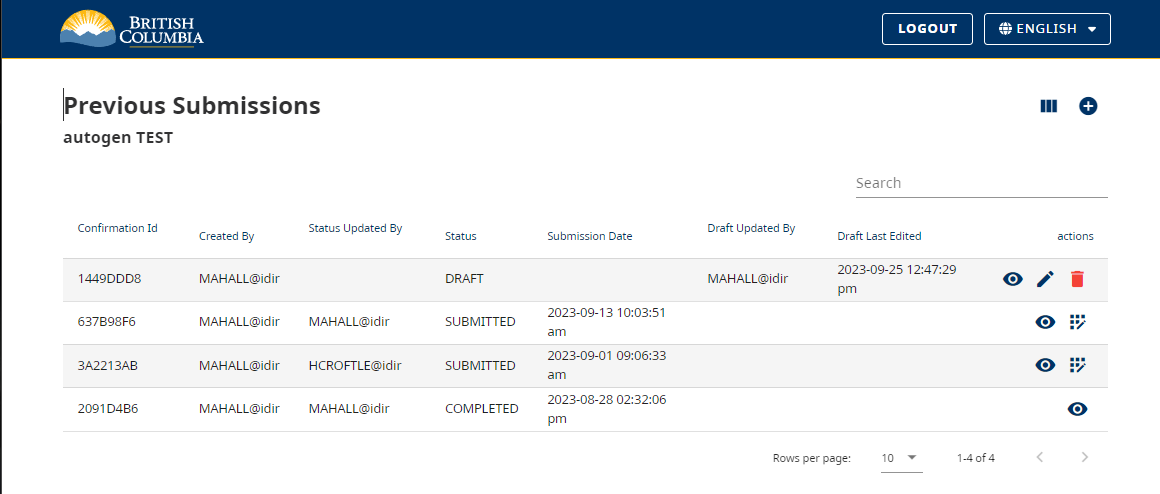 BRITISH
COLUMBIA
LOGOUT
ENGLISH
Previous Submissions
autogen TEST
Search
Confirmation Id Created By Status Updated By Status Submission Date Draft Updated By Draft Last Edited actions
1449DDD8 MAHALL@idir DRAFT MAHALL@idir 2023-09-25 12:47:29
pm
637B98F6 MAHALL@idir MAHALL@idir SUBMITTED 2023-09-13 10:03:51
am
3A2213AB MAHALL@idir HCROFTLE@idir SUBMITTED 2023-09-01 09:06:33
am
2091D4B6 MAHALL@idir MAHALL@idir COMPLETED 2023-08-28 02:32:06
pm
Rows per page: 10 1-4 of 4